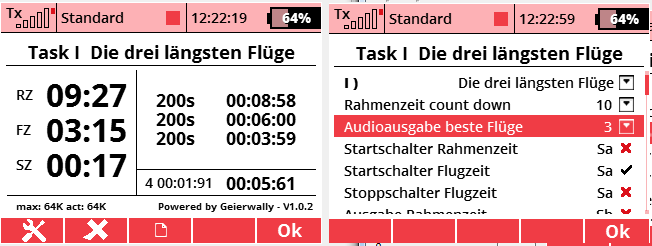 Tx Standard 12:22:19 64%
Task I Die drei längsten Flüge
RZ 09:27
FZ 03:15
SZ 00:17
200s 00:08:58
200s 00:06:00
200s 00:03:59
4 00:01:91 00:05:61
max: 64K act: 64K Powered by Geierwally - V1.0.2
Ok
Tx Standard 12:22:59 64%
Task I Die drei längsten Flüge
I ) Die drei längsten Flüge
Rahmenzeit count down 10
Audioausgabe beste Flüge 3
Startschalter Rahmenzeit Sa
Startschalter Flugzeit Sa
Stoppschalter Flugzeit Sa
Ausgabe Rahmenzeit Sh
Ok